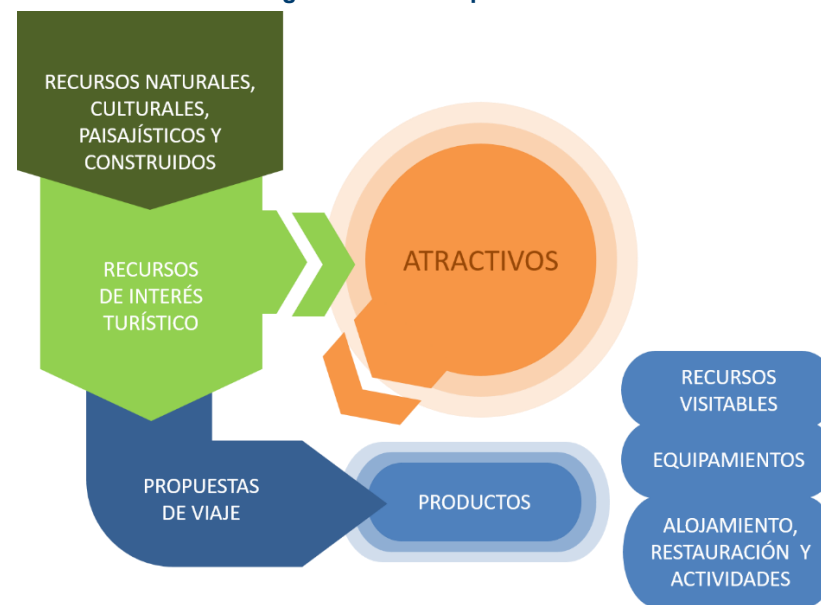 RECURSOS NATURALES,
CULTURALES,
PAISAJÍSTICOS Y
CONSTRUIDOS
RECURSOS
DE INTERÉS
TURÍSTICO
ATRACTIVOS
PROPUESTAS
DE VIAJE
PRODUCTOS
RECURSOS
VISITABLES
EQUIPAMIENTOS
ALOJAMIENTO,
RESTAURACIÓN Y
ACTIVIDADES